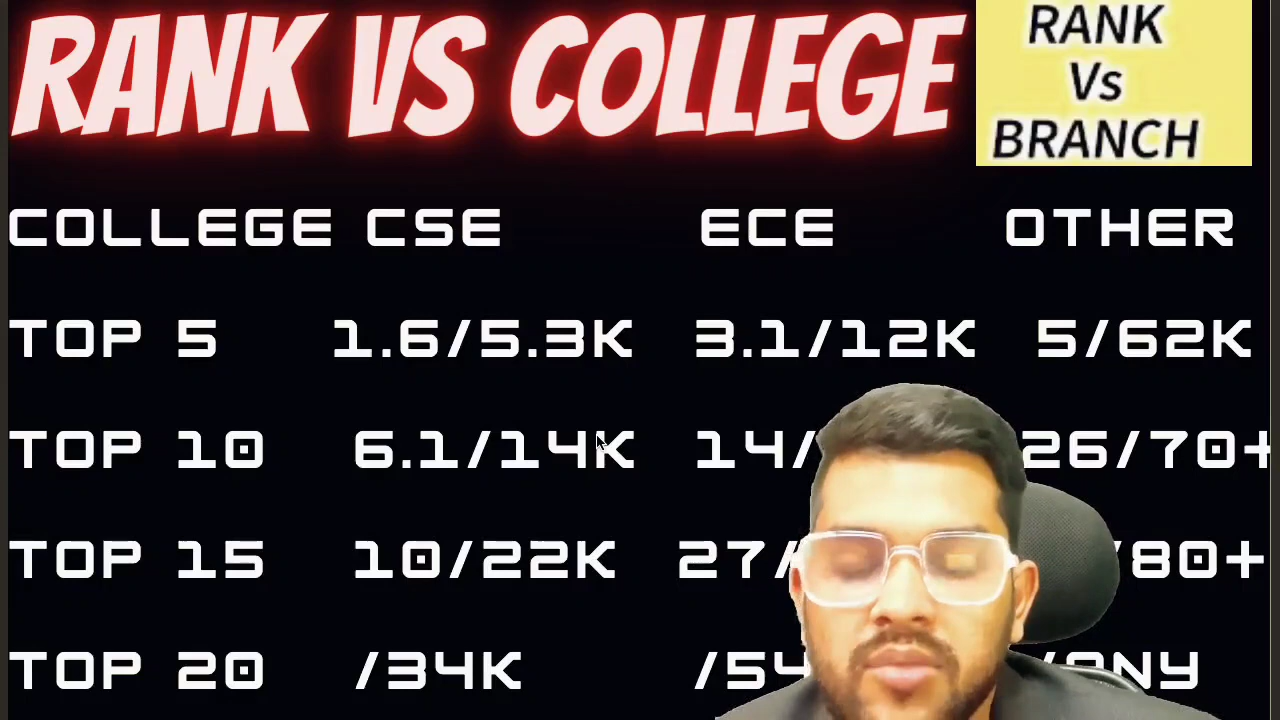 RANK VS COLLEGE
RANK
Vs
BRANCH
COLLEGE CSE ECE OTHER
TOP 5 1.6/5.3K 3.1/12K 5/62K
TOP 10 6.1/14K 14/ 26/70+
TOP 15 10/22K 27/ /80+
TOP 20 /34K /54